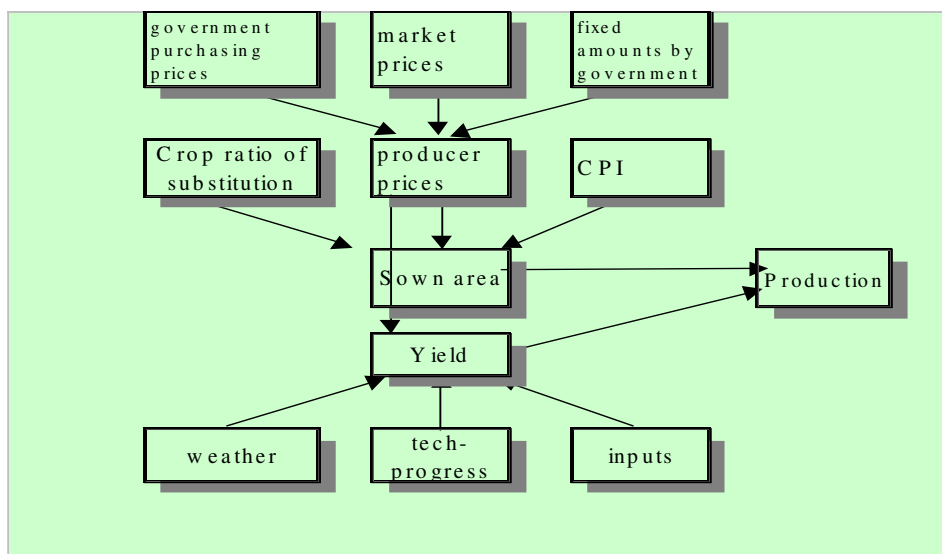 government
purchasing
prices
market
prices
fixed
amounts by
government
Crop ratio of
substitution
producer
prices
CPI
Sown area
Production
Yield
weather
tech-
progress
inputs